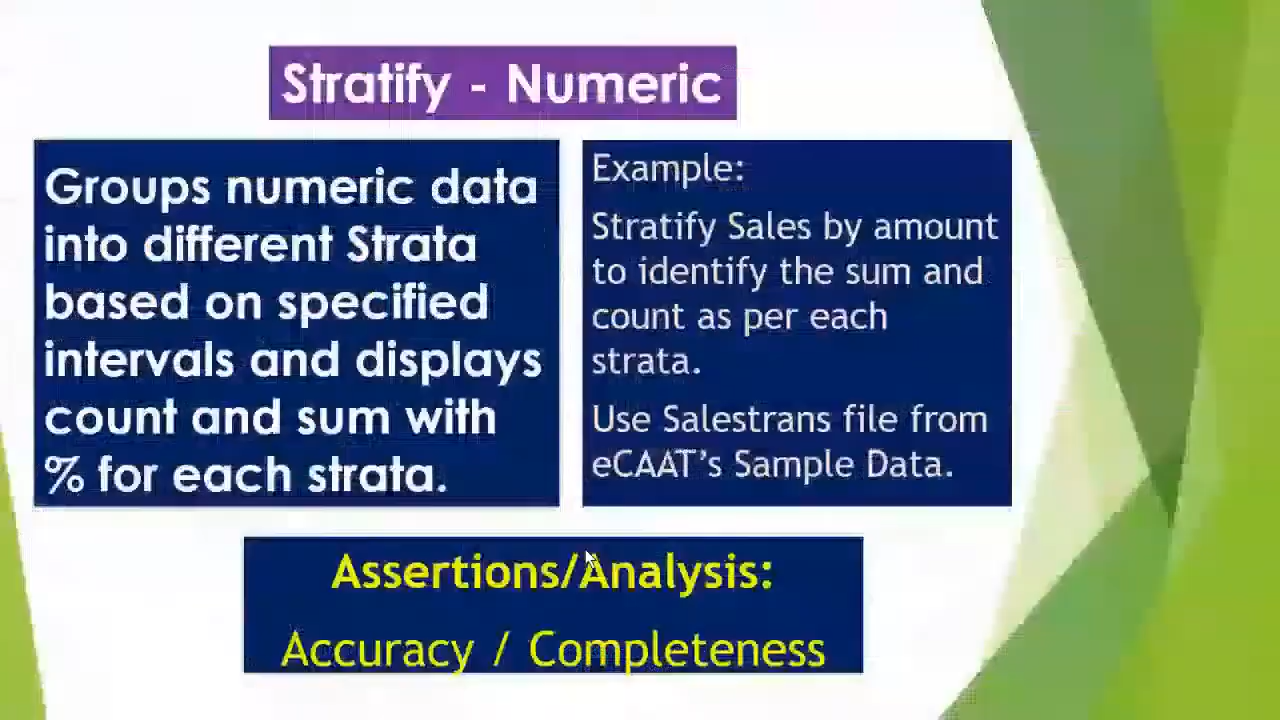 Stratify - Numeric
Groups numeric data
into different Strata
based on specified
intervals and displays
count and sum with
% for each strata.
Example:
Stratify Sales by amount
to identify the sum and
count as per each
strata.
Use Salestrans file from
eCAAT’s Sample Data.
Assertions/Analysis:
Accuracy / Completeness